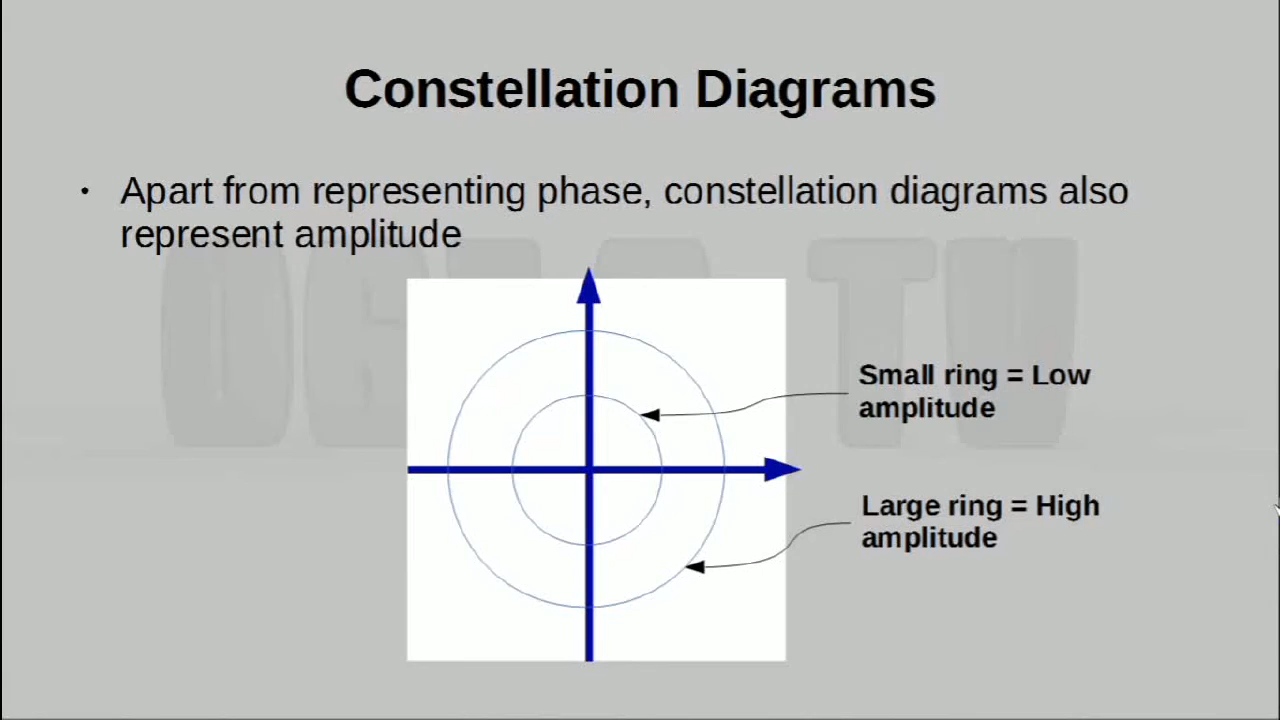 Constellation Diagrams
• Apart from representing phase, constellation diagrams also
represent amplitude
Small ring = Low
amplitude
Large ring = High
amplitude